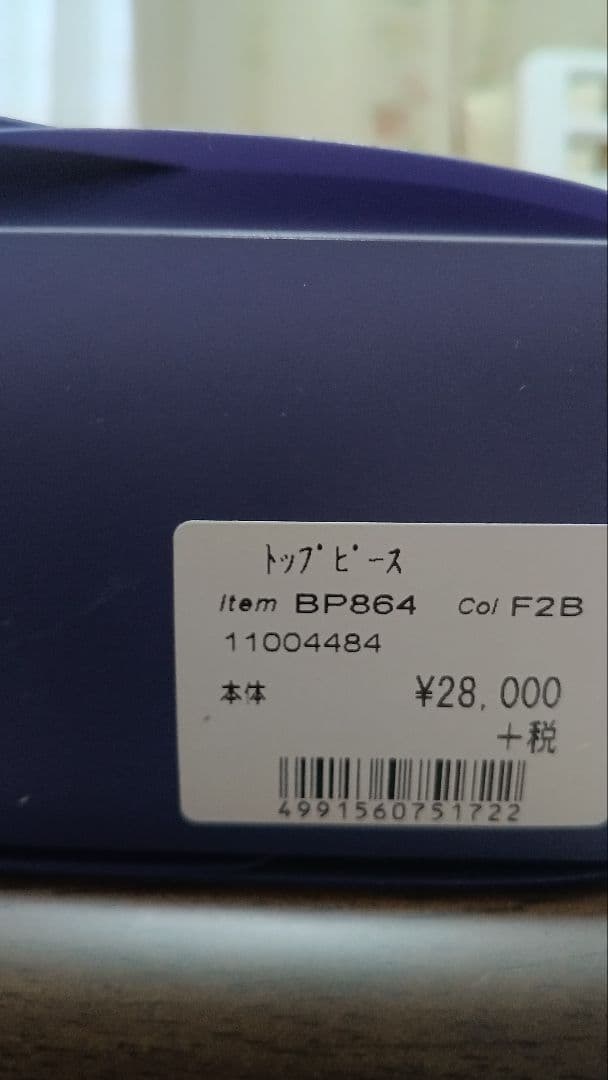 ﾄｯﾌﾟﾋﾟｰｽ
Item BP864 Col F2B
11004484
本体 ¥28,000
+税
4991560751722